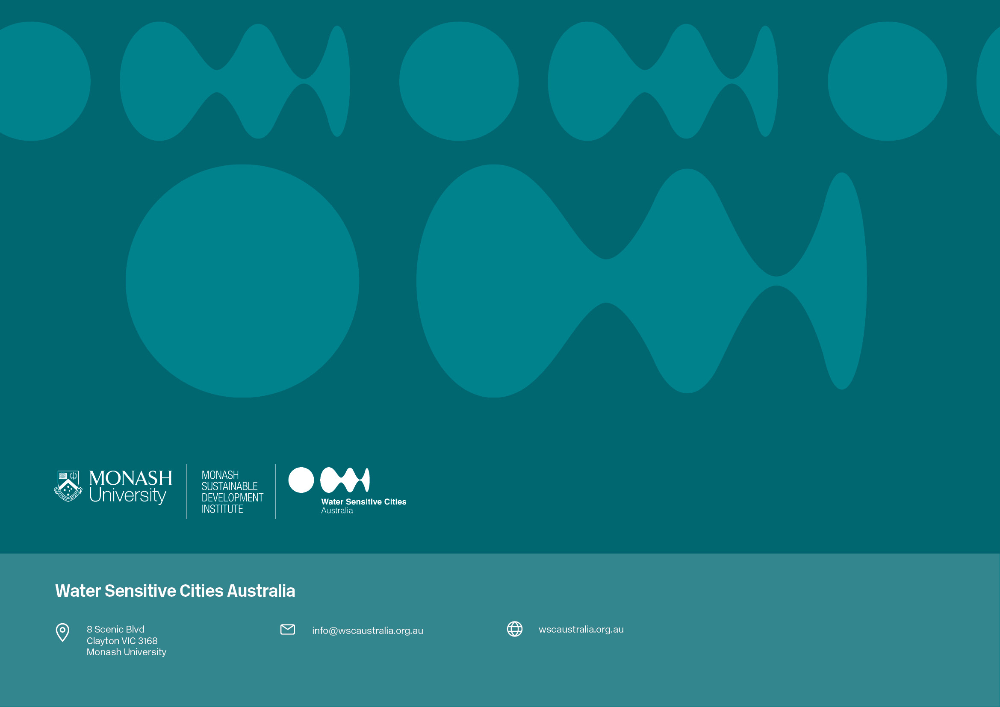 MONASH
University
MONASH
SUSTAINABLE
DEVELOPMENT
INSTITUTE
Water Sensitive Cities
Australia
Water Sensitive Cities Australia
8 Scenic Blvd
Clayton VIC 3168
Monash University
info@wscaustralia.org.au
wscaustralia.org.au